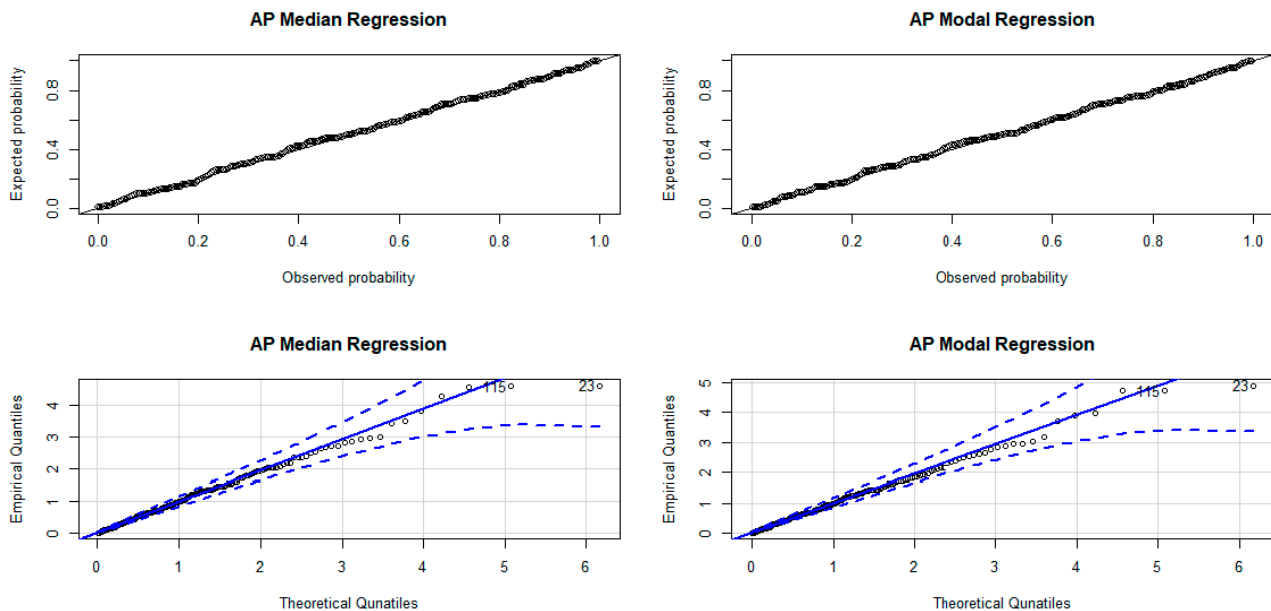 AP Median Regression
Expected probability
0.0 0.4 0.8
0.0 0.2 0.4 0.6 0.8 1.0
Observed probability
AP Modal Regression
Expected probability
0.0 0.4 0.8
0.0 0.2 0.4 0.6 0.8 1.0
Observed probability
AP Median Regression
Empirical Quantiles
0 1 2 3 4
115
23
0 1 2 3 4 5 6
Theoretical Qunatiles
AP Modal Regression
Empirical Quantiles
0 1 2 3 4 5
115
23
0 1 2 3 4 5 6
Theoretical Qunatiles